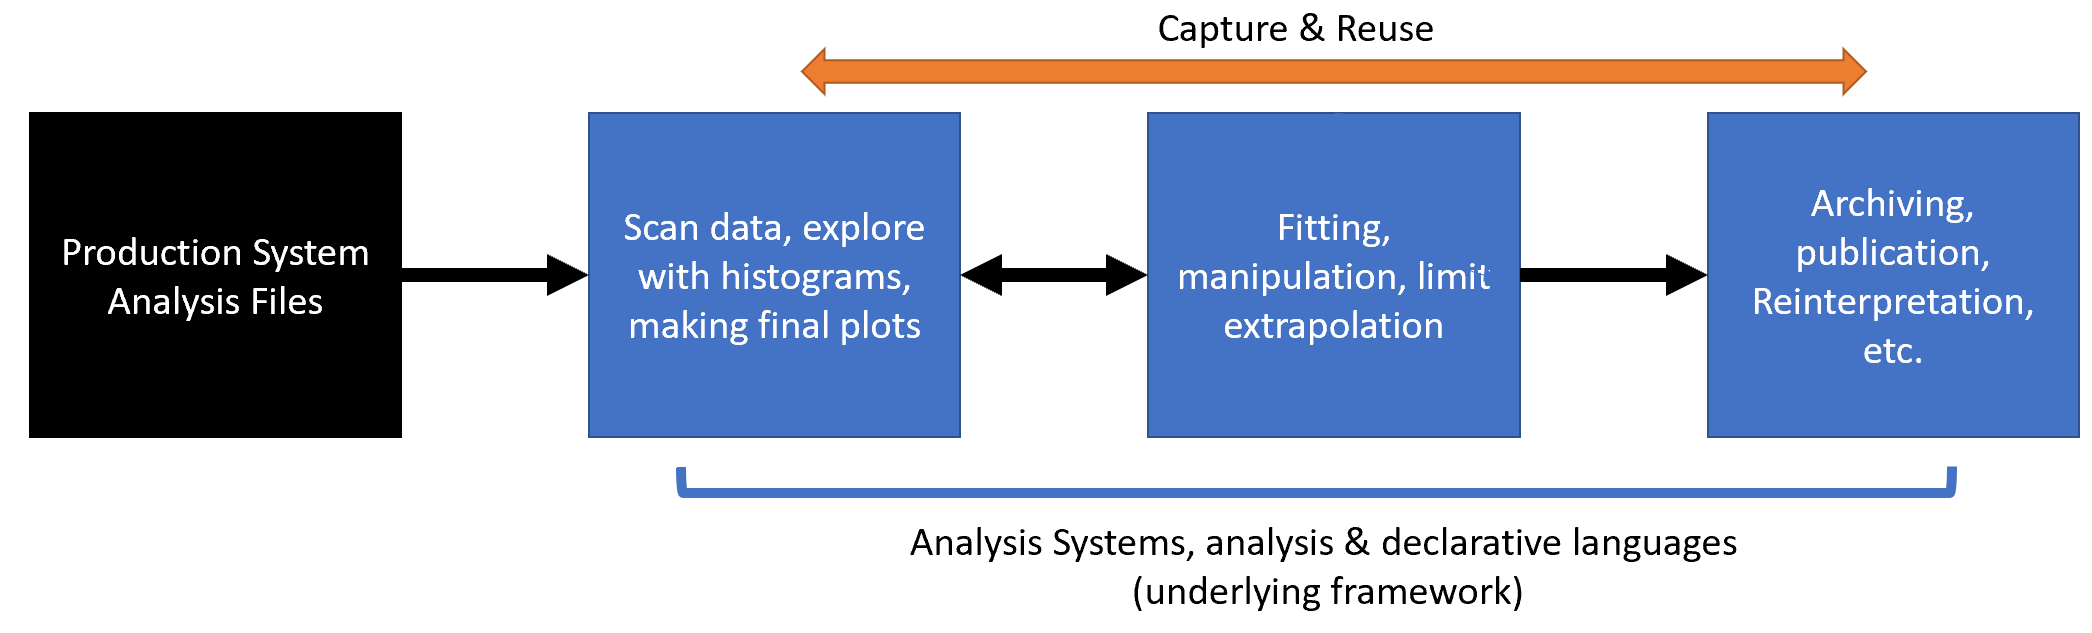 Capture & Reuse
Production System
Analysis Files
Scan data, explore
with histograms,
making final plots
Fitting,
manipulation, limit
extrapolation
Archiving,
publication,
Reinterpretation,
etc.
Analysis Systems, analysis & declarative languages
(underlying framework)